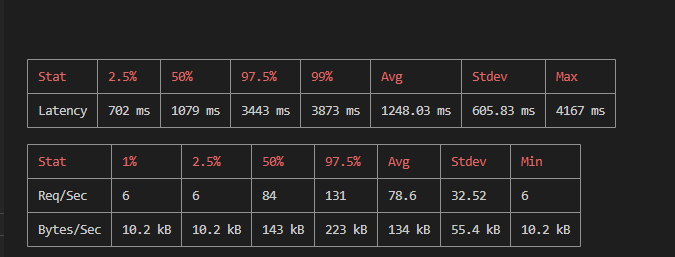 Stat 2.5% 50% 97.5% 99% Avg Stdev Max
Latency 702 ms 1079 ms 3443 ms 3873 ms 1248.03 ms 605.83 ms 4167 ms
Stat 1% 2.5% 50% 97.5% Avg Stdev Min
Req/Sec 6 6 84 131 78.6 32.52 6
Bytes/Sec 10.2 kB 10.2 kB 143 kB 223 kB 134 kB 55.4 kB 10.2 kB